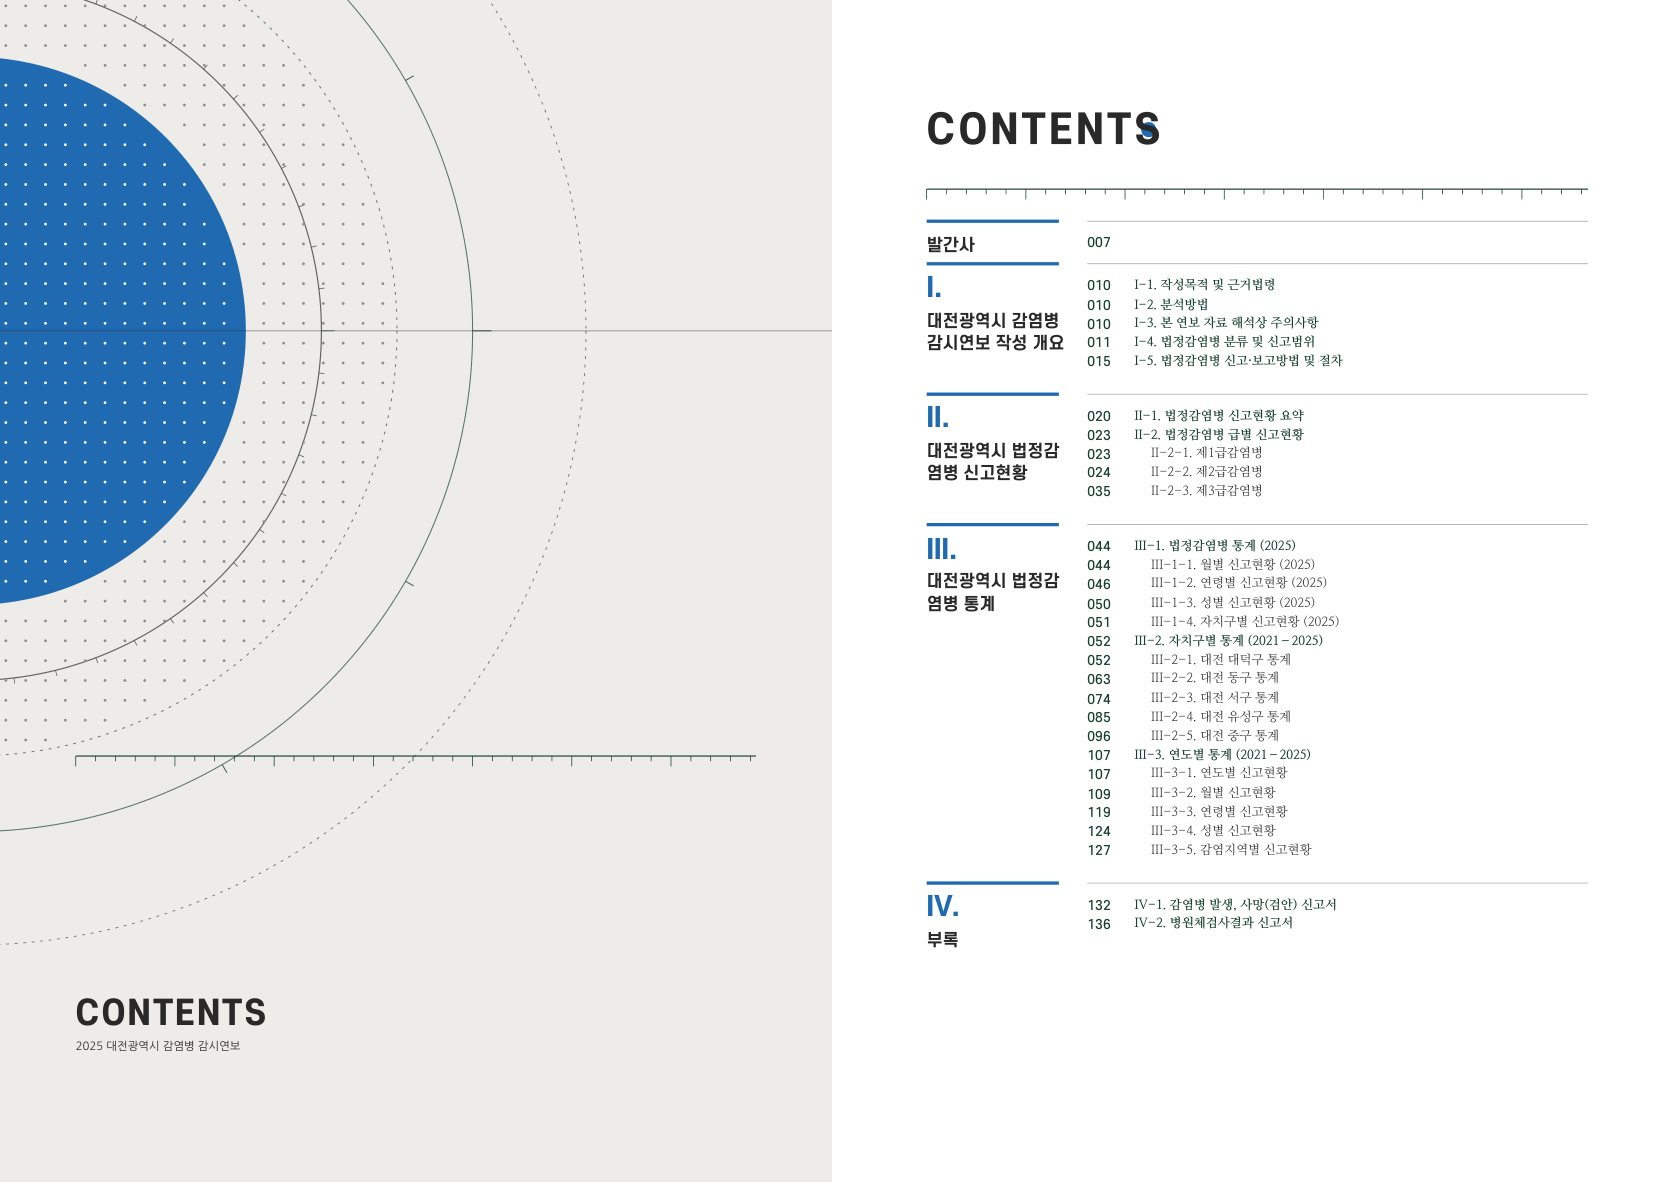 CONTENTS
2025 대전광역시 감염병 감시연보
CONTENTS
발간사
007
I.
대전광역시 감염병
감시연보 작성 개요
010 I-1. 작성목적 및 근거법령
010 I-2. 분석방법
010 I-3. 본 연보 자료 해석상 주의사항
011 I-4. 법정감염병 분류 및 신고범위
015 I-5. 법정감염병 신고·보고방법 및 절차
II.
대전광역시 법정감
염병 신고현황
020 II-1. 법정감염병 신고현황 요약
023 II-2. 법정감염병 급별 신고현황
023 II-2-1. 제1급감염병
024 II-2-2. 제2급감염병
035 II-2-3. 제3급감염병
III.
대전광역시 법정감
염병 통계
044 III-1. 법정감염병 통계 (2025)
044 III-1-1. 월별 신고현황 (2025)
046 III-1-2. 연령별 신고현황 (2025)
050 III-1-3. 성별 신고현황 (2025)
051 III-1-4. 자치구별 신고현황 (2025)
052 III-2. 자치구별 통계 (2021 – 2025)
052 III-2-1. 대전 대덕구 통계
063 III-2-2. 대전 동구 통계
074 III-2-3. 대전 서구 통계
085 III-2-4. 대전 유성구 통계
096 III-2-5. 대전 중구 통계
107 III-3. 연도별 통계 (2021 – 2025)
107 III-3-1. 연도별 신고현황
109 III-3-2. 월별 신고현황
119 III-3-3. 연령별 신고현황
124 III-3-4. 성별 신고현황
127 III-3-5. 감염지역별 신고현황
IV.
부록
132 IV-1. 감염병 발생, 사망(검안) 신고서
136 IV-2. 병원체검사결과 신고서